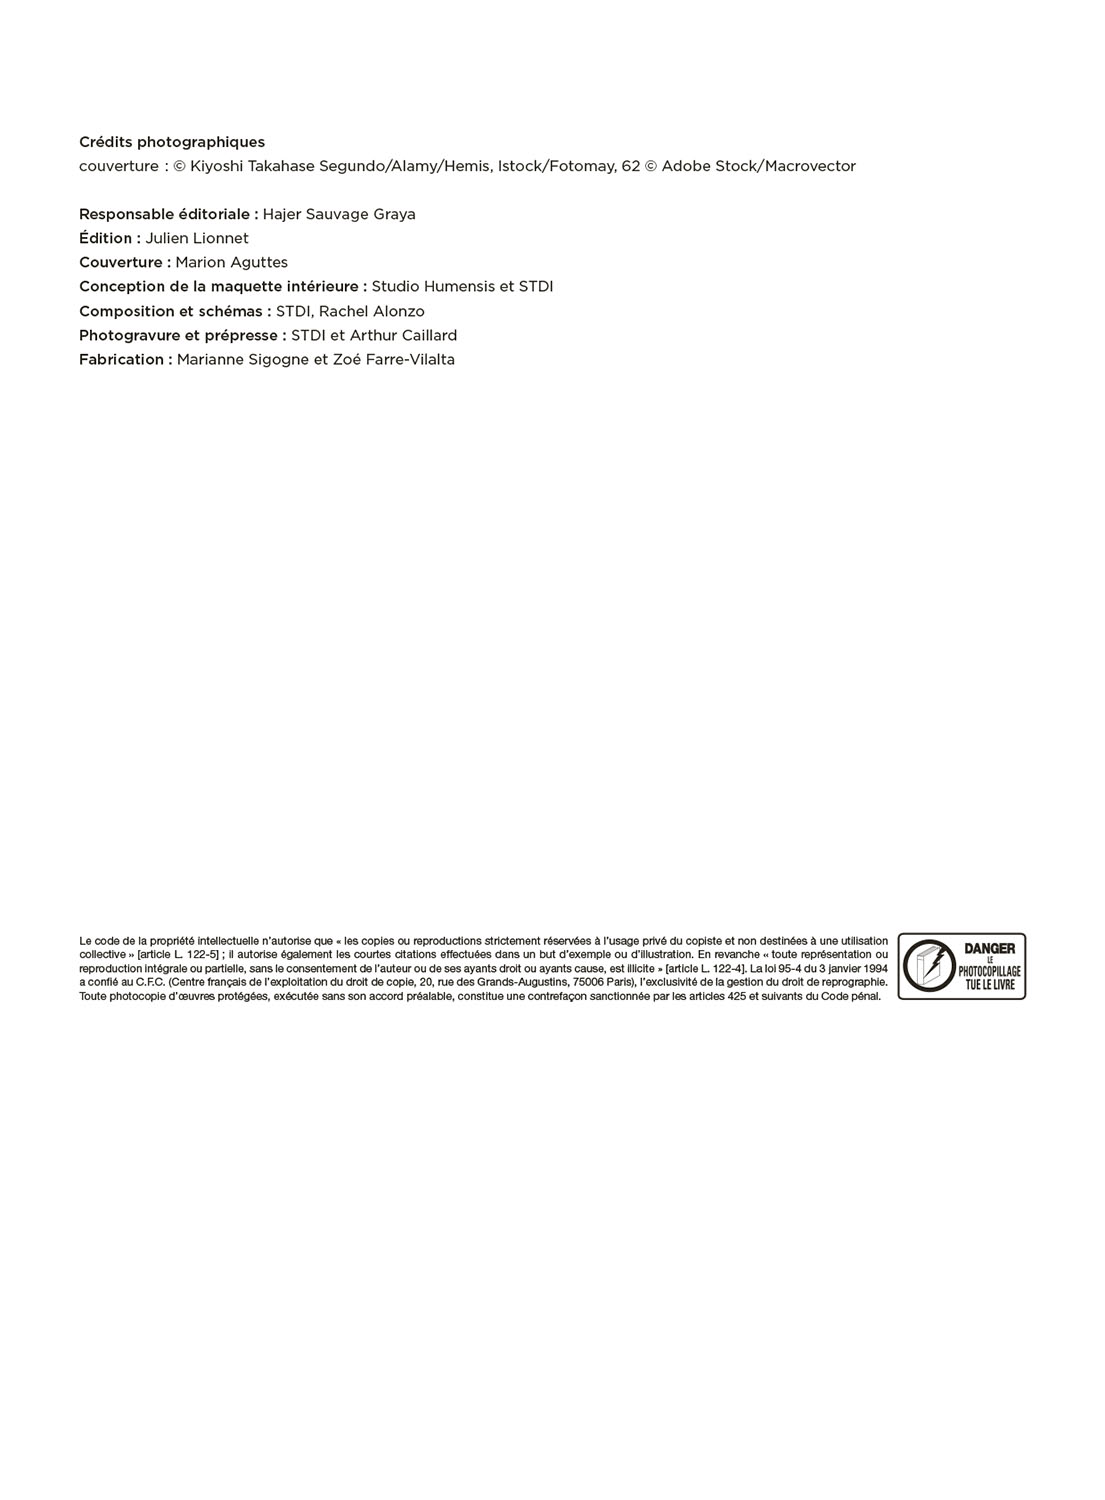 Crédits photographiques
couverture : © Kiyoshi Takahase Segundo/Alamy/Hemis, Istock/Fotomay, 62 © Adobe Stock/Macrovector
Responsable éditoriale : Hajer Sauvage Graya
Édition : Julien Lionnet
Couverture : Marion Aguttes
Conception de la maquette intérieure : Studio Humensis et STDI
Composition et schémas : STDI, Rachel Alonzo
Photogravure et prépresse : STDI et Arthur Caillard
Fabrication : Marianne Sigogne et Zoé Farre-Vilalta
Le code de la propriété intellectuelle n’autorise que « les copies ou reproductions strictement réservées à l’usage privé du copiste et non destinées à une utilisation
collective » [article L. 122-5] ; il autorise également les courtes citations effectuées dans un but d’exemple ou d’illustration. En revanche « toute représentation ou
reproduction intégrale ou partielle, sans le consentement de l’auteur ou de ses ayants droit ou ayants cause, est illicite » [article L. 122-4]. La loi 95-4 du 3 janvier 1994
a confié au C.F.C. (Centre français de l’exploitation du droit de copie, 20, rue des Grands-Augustins, 75006 Paris), l’exclusivité de la gestion du droit de reprographie.
Toute photocopie d’œuvres protégées, exécutée sans son accord préalable, constitue une contrefaçon sanctionnée par les articles 425 et suivants du Code pénal.
DANGER
LE
PHOTOCOPILLAGE
TUE LE LIVRE